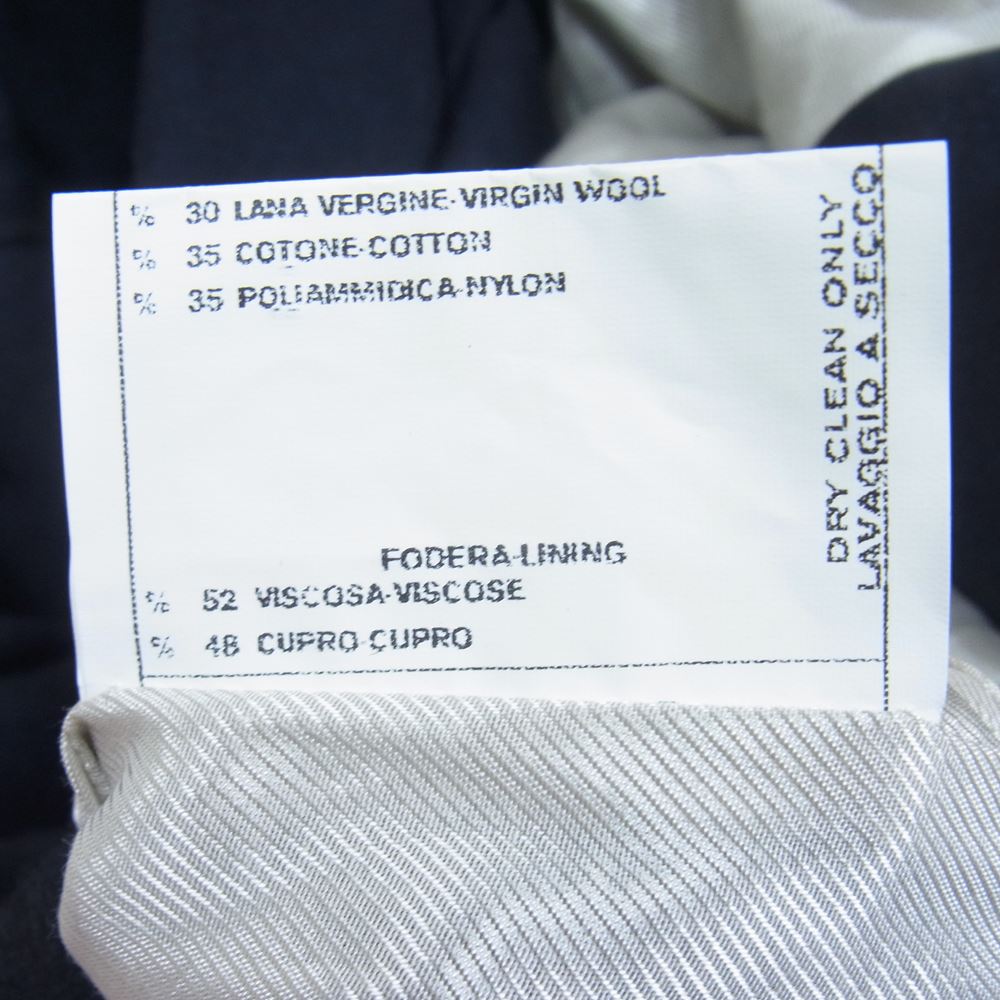 % 30 LANA VERGINE-VIRGIN WOOL
% 35 COTONE-COTTON
% 35 POLIAMMIDICA-NYLON
FODERA-LINING
% 52 VISCOSA-VISCOSE
% 48 CUPRO-CUPRO
DRY CLEAN ONLY
LAVAGGIO A SECCO